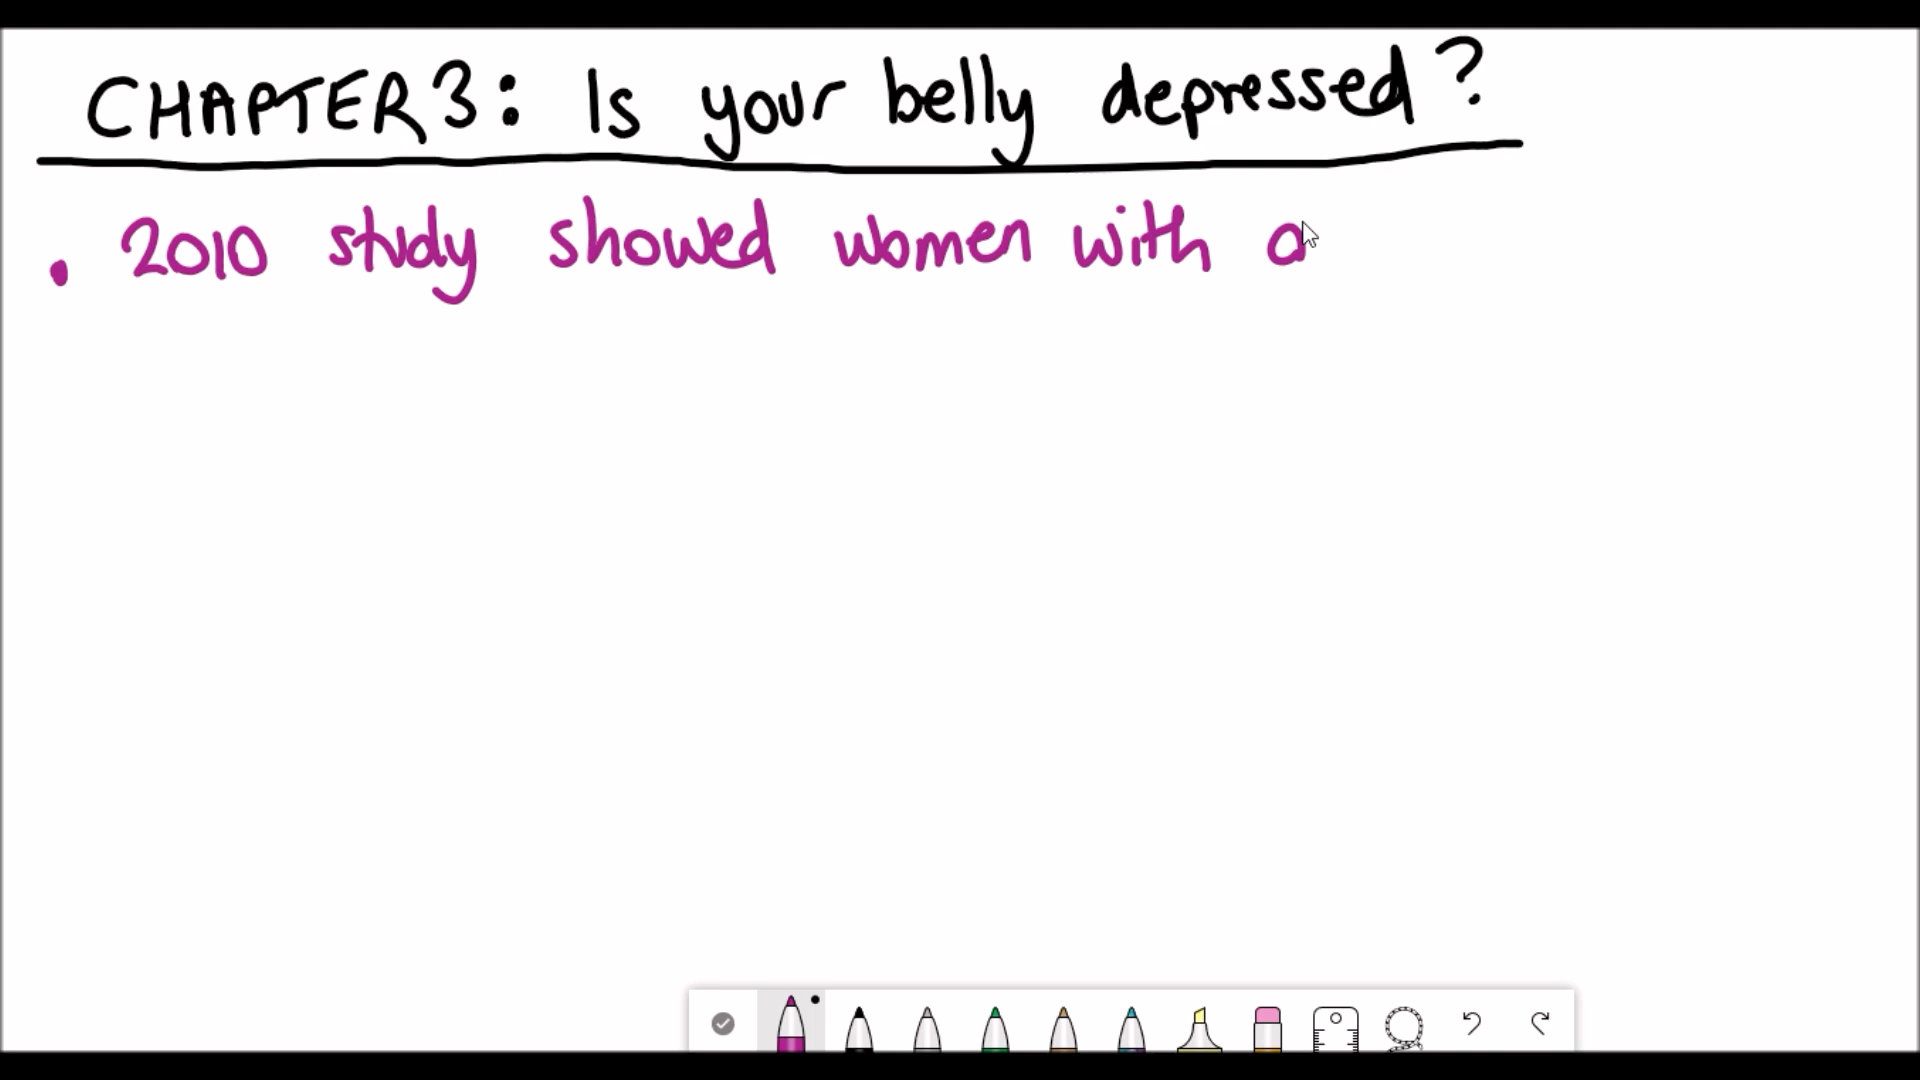 CHAPTER 3: Is your belly depressed?
• 2010 study showed women with a